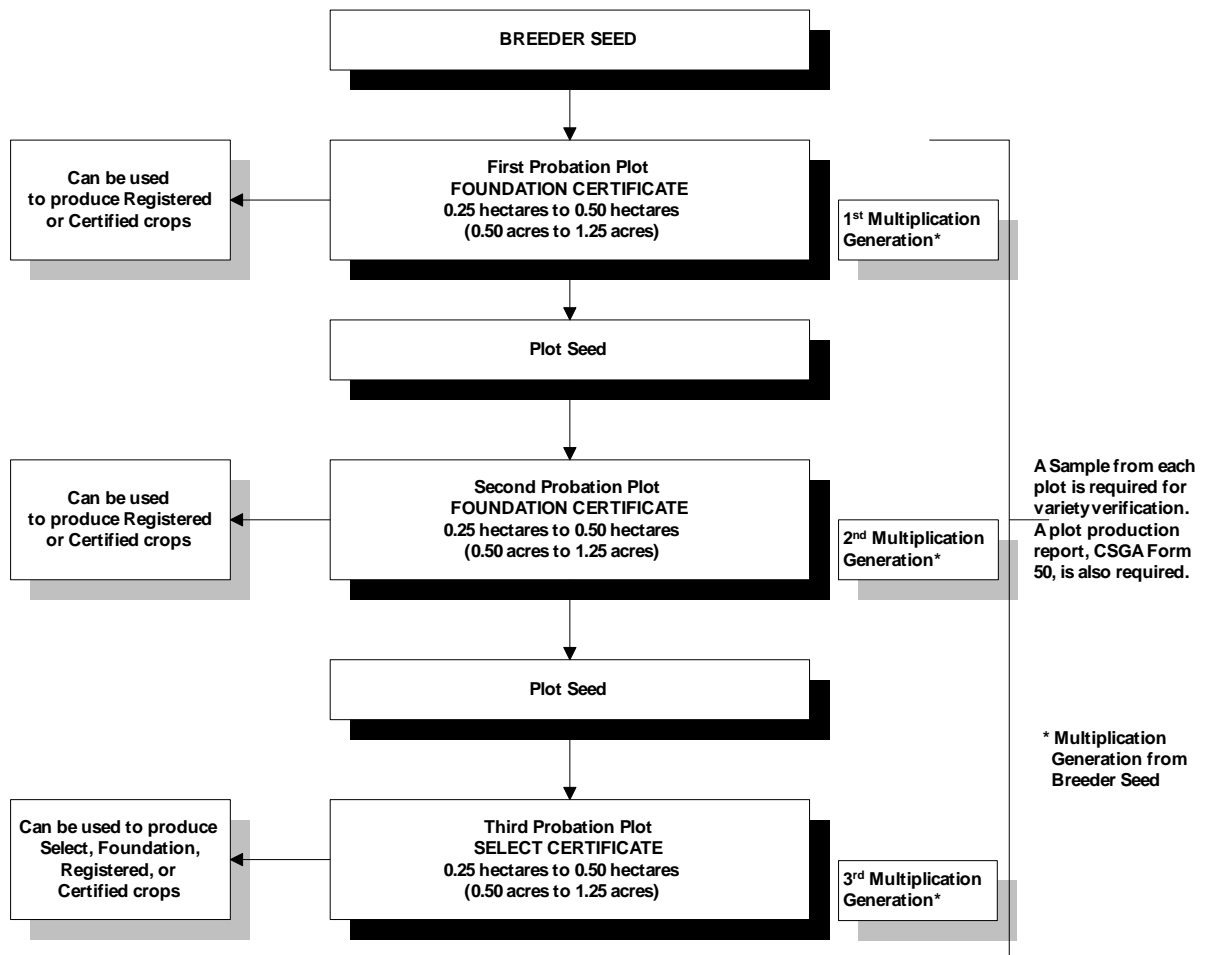 BREEDER SEED
Can be used
to produce Registered
or Certified crops
First Probation Plot
FOUNDATION CERTIFICATE
0.25 hectares to 0.50 hectares
(0.50 acres to 1.25 acres)
1st Multiplication
Generation*
Plot Seed
Can be used
to produce Registered
or Certified crops
Second Probation Plot
FOUNDATION CERTIFICATE
0.25 hectares to 0.50 hectares
(0.50 acres to 1.25 acres)
2nd Multiplication
Generation*
A Sample from each
plot is required for
variety verification.
A plot production
report, CSGA Form
50, is also required.
Plot Seed
* Multiplication
Generation from
Breeder Seed
Can be used to produce
Select, Foundation,
Registered, or
Certified crops
Third Probation Plot
SELECT CERTIFICATE
0.25 hectares to 0.50 hectares
(0.50 acres to 1.25 acres)
3rd Multiplication
Generation*